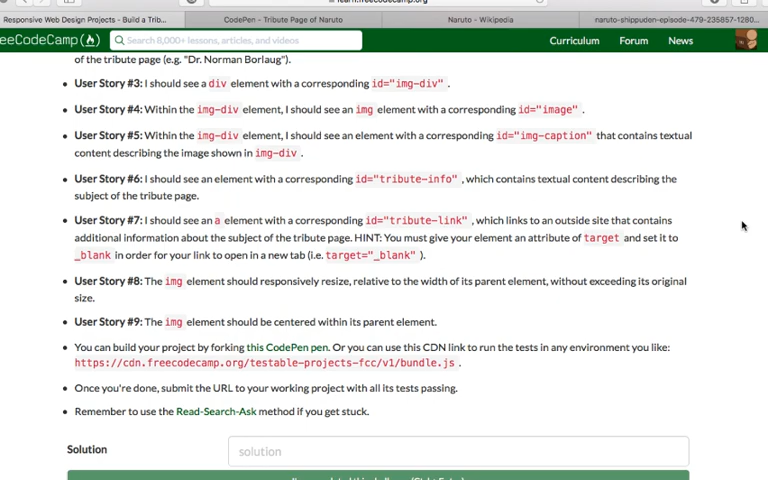 learn.freecodecamp.org
Responsive Web Design Projects - Build a Trib...
CodePen - Tribute Page of Naruto
Naruto - Wikipedia
naruto-shippuden-episode-479-235857-1280...
eeCodeCamp
Search 8,000+ lessons, articles, and videos
Curriculum
Forum
News
of the tribute page (e.g. "Dr. Norman Borlaug").
User Story #3: I should see a div element with a corresponding id="img-div" .
User Story #4: Within the img-div element, I should see an img element with a corresponding id="image" .
User Story #5: Within the img-div element, I should see an element with a corresponding id="img-caption" that contains textual
content describing the image shown in img-div .
User Story #6: I should see an element with a corresponding id="tribute-info" , which contains textual content describing the
subject of the tribute page.
User Story #7: I should see an a element with a corresponding id="tribute-link" , which links to an outside site that contains
additional information about the subject of the tribute page. HINT: You must give your element an attribute of target and set it to
_blank in order for your link to open in a new tab (i.e. target="_blank" ).
User Story #8: The img element should responsively resize, relative to the width of its parent element, without exceeding its original
size.
User Story #9: The img element should be centered within its parent element.
You can build your project by forking this CodePen pen. Or you can use this CDN link to run the tests in any environment you like:
https://cdn.freecodecamp.org/testable-projects-fcc/v1/bundle.js .
Once you're done, submit the URL to your working project with all its tests passing.
Remember to use the Read-Search-Ask method if you get stuck.
Solution
solution